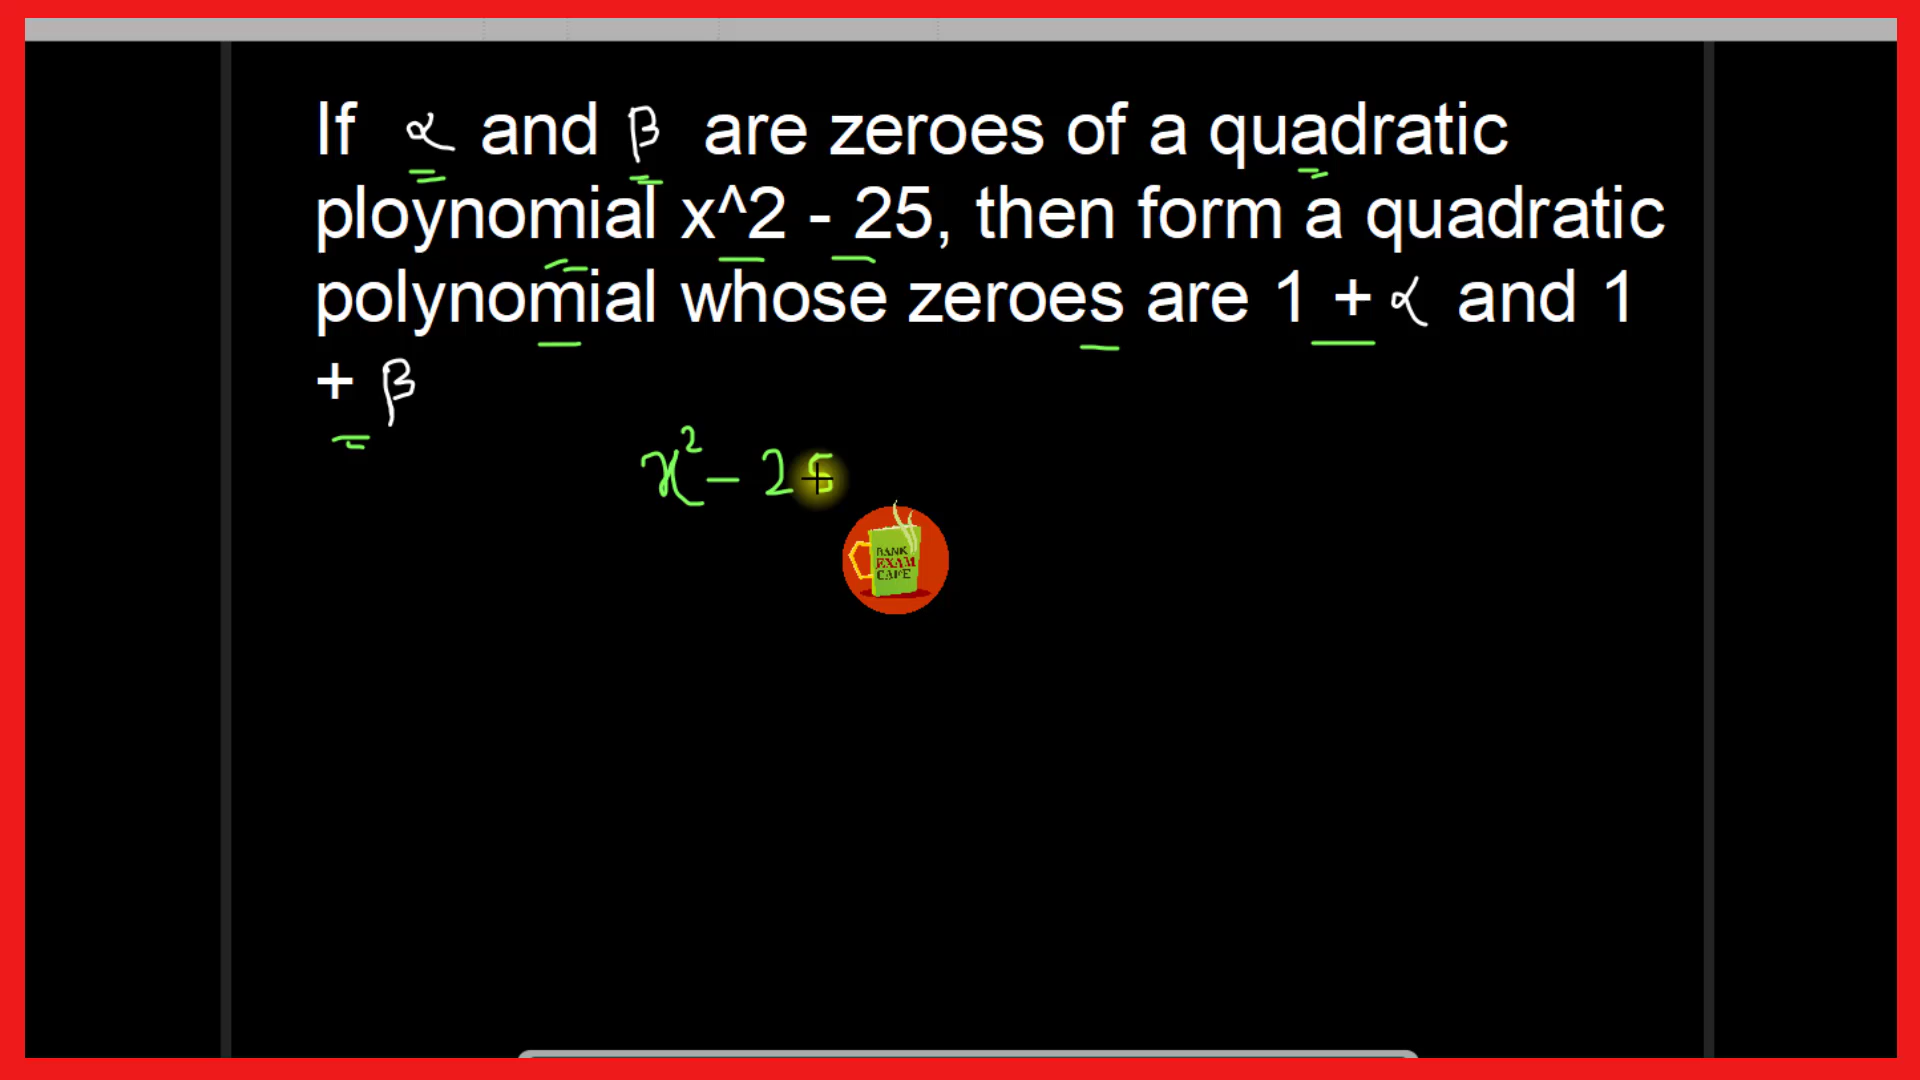 If α and β are zeroes of a quadratic
ploynomial x^2 - 25, then form a quadratic
polynomial whose zeroes are 1 + α and 1
+ β
x² - 25
BANK
EXAM
CAFE